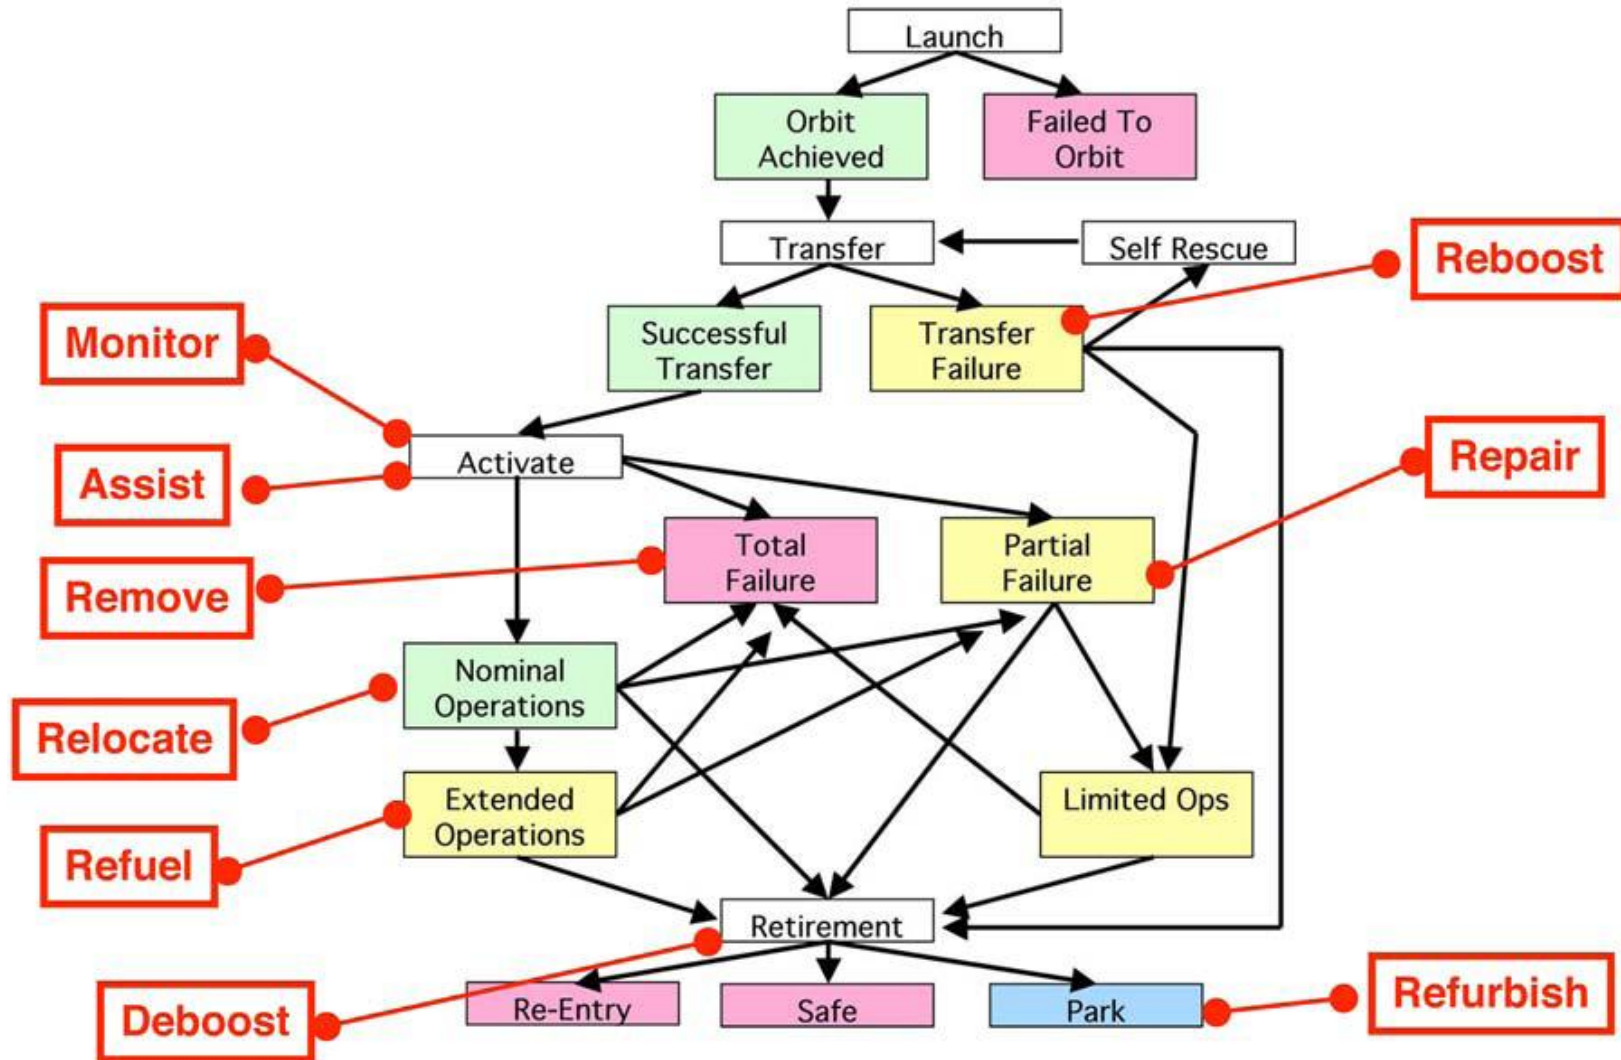 Launch
Orbit
Achieved
Failed To
Orbit
Transfer
Self Rescue
Reboost
Monitor
Successful
Transfer
Transfer
Failure
Activate
Assist
Repair
Total
Failure
Partial
Failure
Remove
Nominal
Operations
Relocate
Extended
Operations
Limited Ops
Refuel
Retirement
Deboost
Re-Entry
Safe
Park
Refurbish